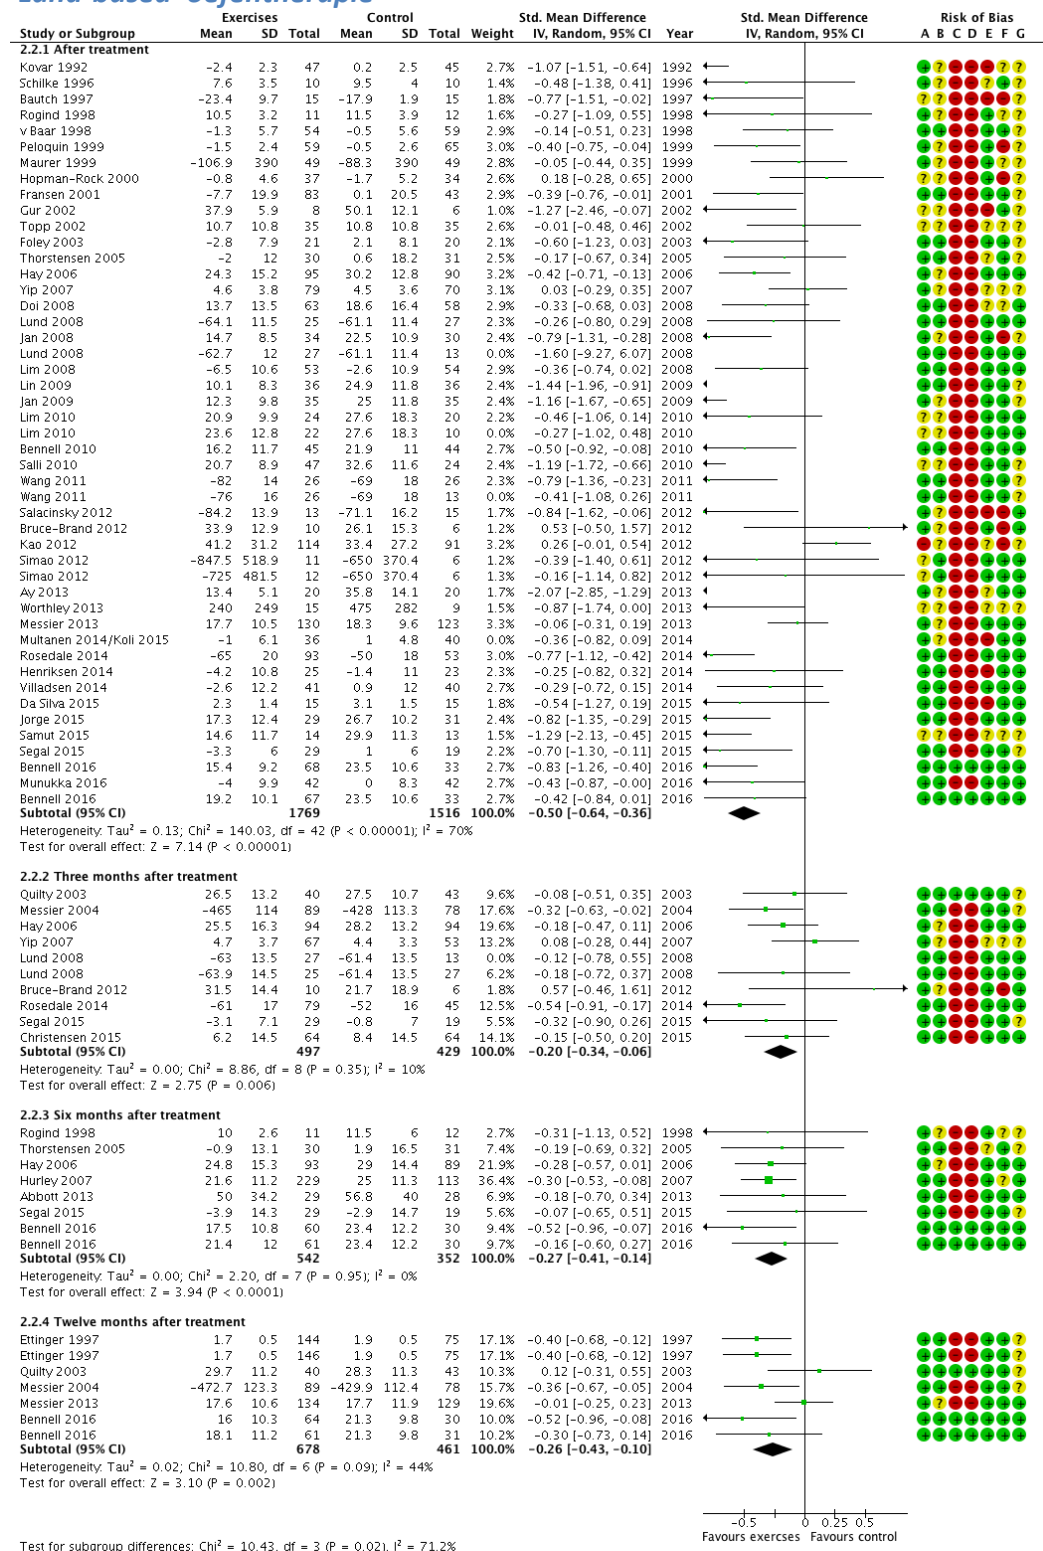 Land-based Oefentherapie
Exercises Control Std. Mean Difference Std. Mean Difference Risk of Bias
Study or Subgroup Mean SD Total Mean SD Total Weight IV, Random, 95% CI Year IV, Random, 95% CI A B C D E F G
2.2.1 After treatment
Kovar 1992 -2.4 2.3 47 0.2 2.5 45 2.7% -1.07 [-1.51, -0.64] 1992 + ? - - - ? ?
Schilke 1996 7.6 3.5 10 9.5 4 10 1.4% -0.48 [-1.38, 0.41] 1996 + ? - - ? + ?
Bautch 1997 -23.4 9.7 15 -17.9 1.9 15 1.8% -0.77 [-1.51, -0.02] 1997 ? ? - - - - ?
Rogind 1998 10.5 3.2 11 11.5 3.9 12 1.6% -0.27 [-1.09, 0.55] 1998 + ? - - + ? ?
v Baar 1998 -1.3 5.7 54 -0.5 5.6 59 2.9% -0.14 [-0.51, 0.23] 1998 + + - - + + +
Peloquin 1999 -1.5 2.4 59 -0.5 2.6 65 3.0% -0.40 [-0.75, -0.04] 1999 ? ? - - + - ?
Maurer 1999 -106.9 390 49 -88.3 390 49 2.8% -0.05 [-0.44, 0.35] 1999 + ? - - + ? ?
Hopman-Rock 2000 -0.8 4.6 37 -1.7 5.2 34 2.6% 0.18 [-0.28, 0.65] 2000 ? ? - - + - ?
Fransen 2001 -7.7 19.9 83 0.1 20.5 43 2.9% -0.39 [-0.76, -0.01] 2001 + + - - + + +
Gur 2002 37.9 5.9 8 50.1 12.1 6 1.0% -1.27 [-2.46, -0.07] 2002 ? ? - - - + ?
Topp 2002 10.7 10.8 35 10.8 10.8 35 2.6% -0.01 [-0.48, 0.46] 2002 ? ? - - + ? ?
Foley 2003 -2.8 7.9 21 2.1 8.1 20 2.1% -0.60 [-1.23, 0.03] 2003 + + - - + + ?
Thorstensen 2005 -2 12 30 0.6 18.2 31 2.5% -0.17 [-0.67, 0.34] 2005 + + - - ? + ?
Hay 2006 24.3 15.2 95 30.2 12.8 90 3.2% -0.42 [-0.71, -0.13] 2006 + ? - - + + +
Yip 2007 4.6 3.8 79 4.5 3.6 70 3.1% 0.03 [-0.29, 0.35] 2007 + ? - - ? ? ?
Doi 2008 13.7 13.5 63 18.6 16.4 58 2.9% -0.33 [-0.68, 0.03] 2008 + + - - ? ? +
Lund 2008 -64.1 11.5 25 -61.1 11.4 27 2.3% -0.26 [-0.80, 0.29] 2008 + + - - + + +
Jan 2008 14.7 8.5 34 22.5 10.9 30 2.4% -0.79 [-1.31, -0.28] 2008 + ? - - + - ?
Lund 2008 -62.7 12 27 -61.1 11.4 13 0.0% -1.60 [-9.27, 6.07] 2008 + + - - + + +
Lim 2008 -6.5 10.6 53 -2.6 10.9 54 2.9% -0.36 [-0.74, 0.02] 2008 + + - - + + +
Lin 2009 10.1 8.3 36 24.9 11.8 36 2.4% -1.44 [-1.96, -0.91] 2009 + + - - + + ?
Jan 2009 12.3 9.8 35 25 11.8 35 2.4% -1.16 [-1.67, -0.65] 2009 + ? - - + + ?
Lim 2010 20.9 9.9 24 27.6 18.3 20 2.2% -0.46 [-1.06, 0.14] 2010 ? ? - - + + +
Lim 2010 23.6 12.8 22 27.6 18.3 10 0.0% -0.27 [-1.02, 0.48] 2010 ? ? - - + + +
Bennell 2010 16.2 11.7 45 21.9 11 44 2.7% -0.50 [-0.92, -0.08] 2010 + + - - + + +
Salli 2010 20.7 8.9 47 32.6 11.6 24 2.4% -1.19 [-1.72, -0.66] 2010 ? ? - - + + ?
Wang 2011 -82 14 26 -69 18 26 2.3% -0.79 [-1.36, -0.23] 2011 + ? - - + + +
Wang 2011 -76 16 26 -69 18 13 0.0% -0.41 [-1.08, 0.26] 2011 + ? - - + + +
Salacinsky 2012 -84.2 13.9 13 -71.1 16.2 15 1.7% -0.84 [-1.62, -0.06] 2012 + + - - - - ?
Bruce-Brand 2012 33.9 12.9 10 26.1 15.3 6 1.2% 0.53 [-0.50, 1.57] 2012 + ? - - + - +
Kao 2012 41.2 31.2 114 33.4 27.2 91 3.2% 0.26 [-0.01, 0.54] 2012 - ? - - ? - ?
Simao 2012 -847.5 518.9 11 -650 370.4 6 1.2% -0.39 [-1.40, 0.61] 2012 + ? - - + + +
Simao 2012 -725 481.5 12 -650 370.4 6 1.2% -0.16 [-1.14, 0.82] 2012 + ? - - + + +
Ay 2013 13.4 5.1 20 35.8 14.1 20 1.7% -2.07 [-2.85, -1.29] 2013 + ? - - ? + ?
Worthley 2013 240 249 15 475 282 9 1.5% -0.87 [-1.74, 0.00] 2013 ? ? - - ? ? ?
Messier 2013 17.7 10.5 130 18.3 9.6 123 3.3% -0.06 [-0.31, 0.19] 2013 + ? - - + + +
Multanen 2014/Koli 2015 -1 6.1 36 1 4.8 40 0.0% -0.36 [-0.82, 0.09] 2014 + ? - - - + +
Rosedale 2014 -65 20 93 -50 18 53 3.0% -0.77 [-1.12, -0.42] 2014 + + - - + + +
Henriksen 2014 -4.2 10.8 25 -1.4 11 23 2.3% -0.25 [-0.82, 0.32] 2014 + + - - - + +
Villadsen 2014 -2.6 12.2 41 0.9 12 40 2.7% -0.29 [-0.72, 0.15] 2014 + + - - + + +
Da Silva 2015 2.3 1.4 15 3.1 1.5 15 1.8% -0.54 [-1.27, 0.19] 2015 + + - - - + +
Jorge 2015 17.3 12.4 29 26.7 10.2 31 2.4% -0.82 [-1.35, -0.29] 2015 + + - - + + +
Samut 2015 14.6 11.7 14 29.9 11.3 13 1.5% -1.29 [-2.13, -0.45] 2015 ? ? - - ? ? ?
Segal 2015 -3.3 6 29 1 6 19 2.2% -0.70 [-1.30, -0.11] 2015 + + - - + + ?
Bennell 2016 15.4 9.2 68 23.5 10.6 33 2.7% -0.83 [-1.26, -0.40] 2016 + + + + + + +
Munukka 2016 -4 9.9 42 0 8.3 42 2.7% -0.43 [-0.87, -0.00] 2016 + + - - + + +
Bennell 2016 19.2 10.1 67 23.5 10.6 33 2.7% -0.42 [-0.84, 0.01] 2016 + + + + + + +
Subtotal (95% CI) 1769 1516 100.0% -0.50 [-0.64, -0.36]
Heterogeneity: Tau² = 0.13; Chi² = 140.03, df = 42 (P < 0.00001); I² = 70%
Test for overall effect: Z = 7.14 (P < 0.00001)
2.2.2 Three months after treatment
Quilty 2003 26.5 13.2 40 27.5 10.7 43 9.6% -0.08 [-0.51, 0.35] 2003 + + + + + + ?
Messier 2004 -465 114 89 -428 113.3 78 17.6% -0.32 [-0.63, -0.02] 2004 + + - - + + ?
Hay 2006 25.5 16.3 94 28.2 13.2 94 19.6% -0.18 [-0.47, 0.11] 2006 + ? - - + + +
Yip 2007 4.7 3.7 67 4.4 3.3 53 13.2% 0.08 [-0.28, 0.44] 2007 + ? - - ? ? ?
Lund 2008 -63 13.5 27 -61.4 13.5 13 0.0% -0.12 [-0.78, 0.55] 2008 + + - - + + +
Lund 2008 -63.9 14.5 25 -61.4 13.5 27 6.2% -0.18 [-0.72, 0.37] 2008 + + - - + + +
Bruce-Brand 2012 31.5 14.4 10 21.7 18.9 6 1.8% 0.57 [-0.46, 1.61] 2012 + ? - - + - +
Rosedale 2014 -61 17 79 -52 16 45 12.5% -0.54 [-0.91, -0.17] 2014 + + - - + + +
Segal 2015 -3.1 7.1 29 -0.8 7 19 5.5% -0.32 [-0.90, 0.26] 2015 + + - - + + ?
Christensen 2015 6.2 14.5 64 8.4 14.5 64 14.1% -0.15 [-0.50, 0.20] 2015 + + - - + + +
Subtotal (95% CI) 497 429 100.0% -0.20 [-0.34, -0.06]
Heterogeneity: Tau² = 0.00; Chi² = 8.86, df = 8 (P = 0.35); I² = 10%
Test for overall effect: Z = 2.75 (P = 0.006)
2.2.3 Six months after treatment
Rogind 1998 10 2.6 11 11.5 6 12 2.7% -0.31 [-1.13, 0.52] 1998 + ? - - + ? ?
Thorstensen 2005 -0.9 13.1 30 1.9 16.5 31 7.4% -0.19 [-0.69, 0.32] 2005 + + - - ? + ?
Hay 2006 24.8 15.3 93 29 14.4 89 21.9% -0.28 [-0.57, 0.01] 2006 + ? - - + + +
Hurley 2007 21.6 11.2 229 25 11.3 113 36.4% -0.30 [-0.53, -0.08] 2007 + + - - + ? +
Abbott 2013 50 34.2 29 56.8 40 28 6.9% -0.18 [-0.70, 0.34] 2013 + + - - + + +
Segal 2015 -3.9 14.3 29 -2.9 14.7 19 5.6% -0.07 [-0.65, 0.51] 2015 + + - - + + ?
Bennell 2016 17.5 10.8 60 23.4 12.2 30 9.4% -0.52 [-0.96, -0.07] 2016 + + + + + + +
Bennell 2016 21.4 12 61 23.4 12.2 30 9.7% -0.16 [-0.60, 0.27] 2016 + + + + + + +
Subtotal (95% CI) 542 352 100.0% -0.27 [-0.41, -0.14]
Heterogeneity: Tau² = 0.00; Chi² = 2.20, df = 7 (P = 0.95); I² = 0%
Test for overall effect: Z = 3.94 (P < 0.0001)
2.2.4 Twelve months after treatment
Ettinger 1997 1.7 0.5 144 1.9 0.5 75 17.1% -0.40 [-0.68, -0.12] 1997 + + - - + + ?
Ettinger 1997 1.7 0.5 146 1.9 0.5 75 17.1% -0.40 [-0.68, -0.12] 1997 + + - - + + ?
Quilty 2003 29.7 11.2 40 28.3 11.3 43 10.3% 0.12 [-0.31, 0.55] 2003 + + + + + + ?
Messier 2004 -472.7 123.3 89 -429.9 112.4 78 15.7% -0.36 [-0.67, -0.05] 2004 + + - - + + ?
Messier 2013 17.6 10.6 134 17.7 11.9 129 19.6% -0.01 [-0.25, 0.23] 2013 + ? - - + + +
Bennell 2016 16 10.3 64 21.3 9.8 30 10.0% -0.52 [-0.96, -0.08] 2016 + + + + + + +
Bennell 2016 18.1 11.2 61 21.3 9.8 31 10.2% -0.30 [-0.73, 0.14] 2016 + + + + + + +
Subtotal (95% CI) 678 461 100.0% -0.26 [-0.43, -0.10]
Heterogeneity: Tau² = 0.02; Chi² = 10.80, df = 6 (P = 0.09); I² = 44%
Test for overall effect: Z = 3.10 (P = 0.002)
-0.5 0 0.25 0.5
Favours exercses Favours control
Test for subgroup differences: Chi² = 10.43, df = 3 (P = 0.02), I² = 71.2%